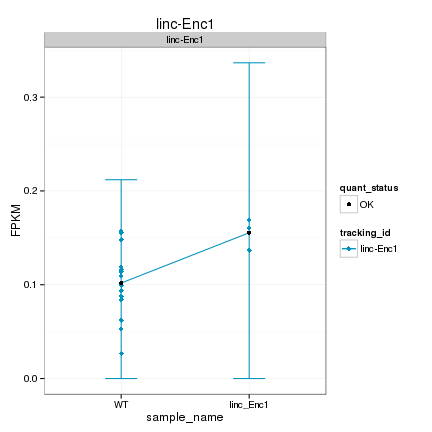 linc-Enc1
linc-Enc1
0.3
0.2
0.1
0.0
FPKM
WT
linc_Enc1
sample_name
quant_status
OK
tracking_id
linc-Enc1